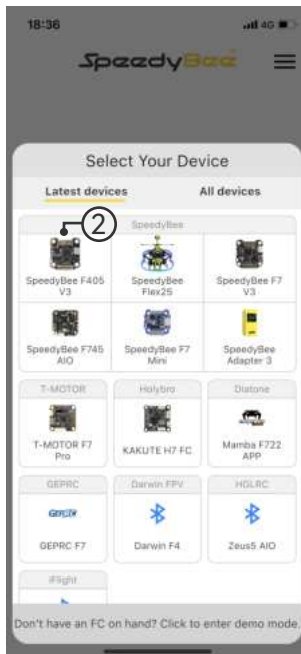 18:36
4G
SpeedyBee
Select Your Device
Latest devices
All devices
2
SpeedyBee
SpeedyBee F405
V3
SpeedyBee
Flex25
SpeedyBee F7
V3
SpeedyBee F745
AIO
SpeedyBee F7
Mini
SpeedyBee
Adapter 3
T-MOTOR
Holybro
Diatone
T-MOTOR F7
Pro
KAKUTE H7 FC
Mamba F722
APP
GEPRC
Darwin FPV
HGLRC
GEPRC
GEPRC F7
Darwin F4
Zeus5 AIO
iFlight
Don't have an FC on hand? Click to enter demo mode.